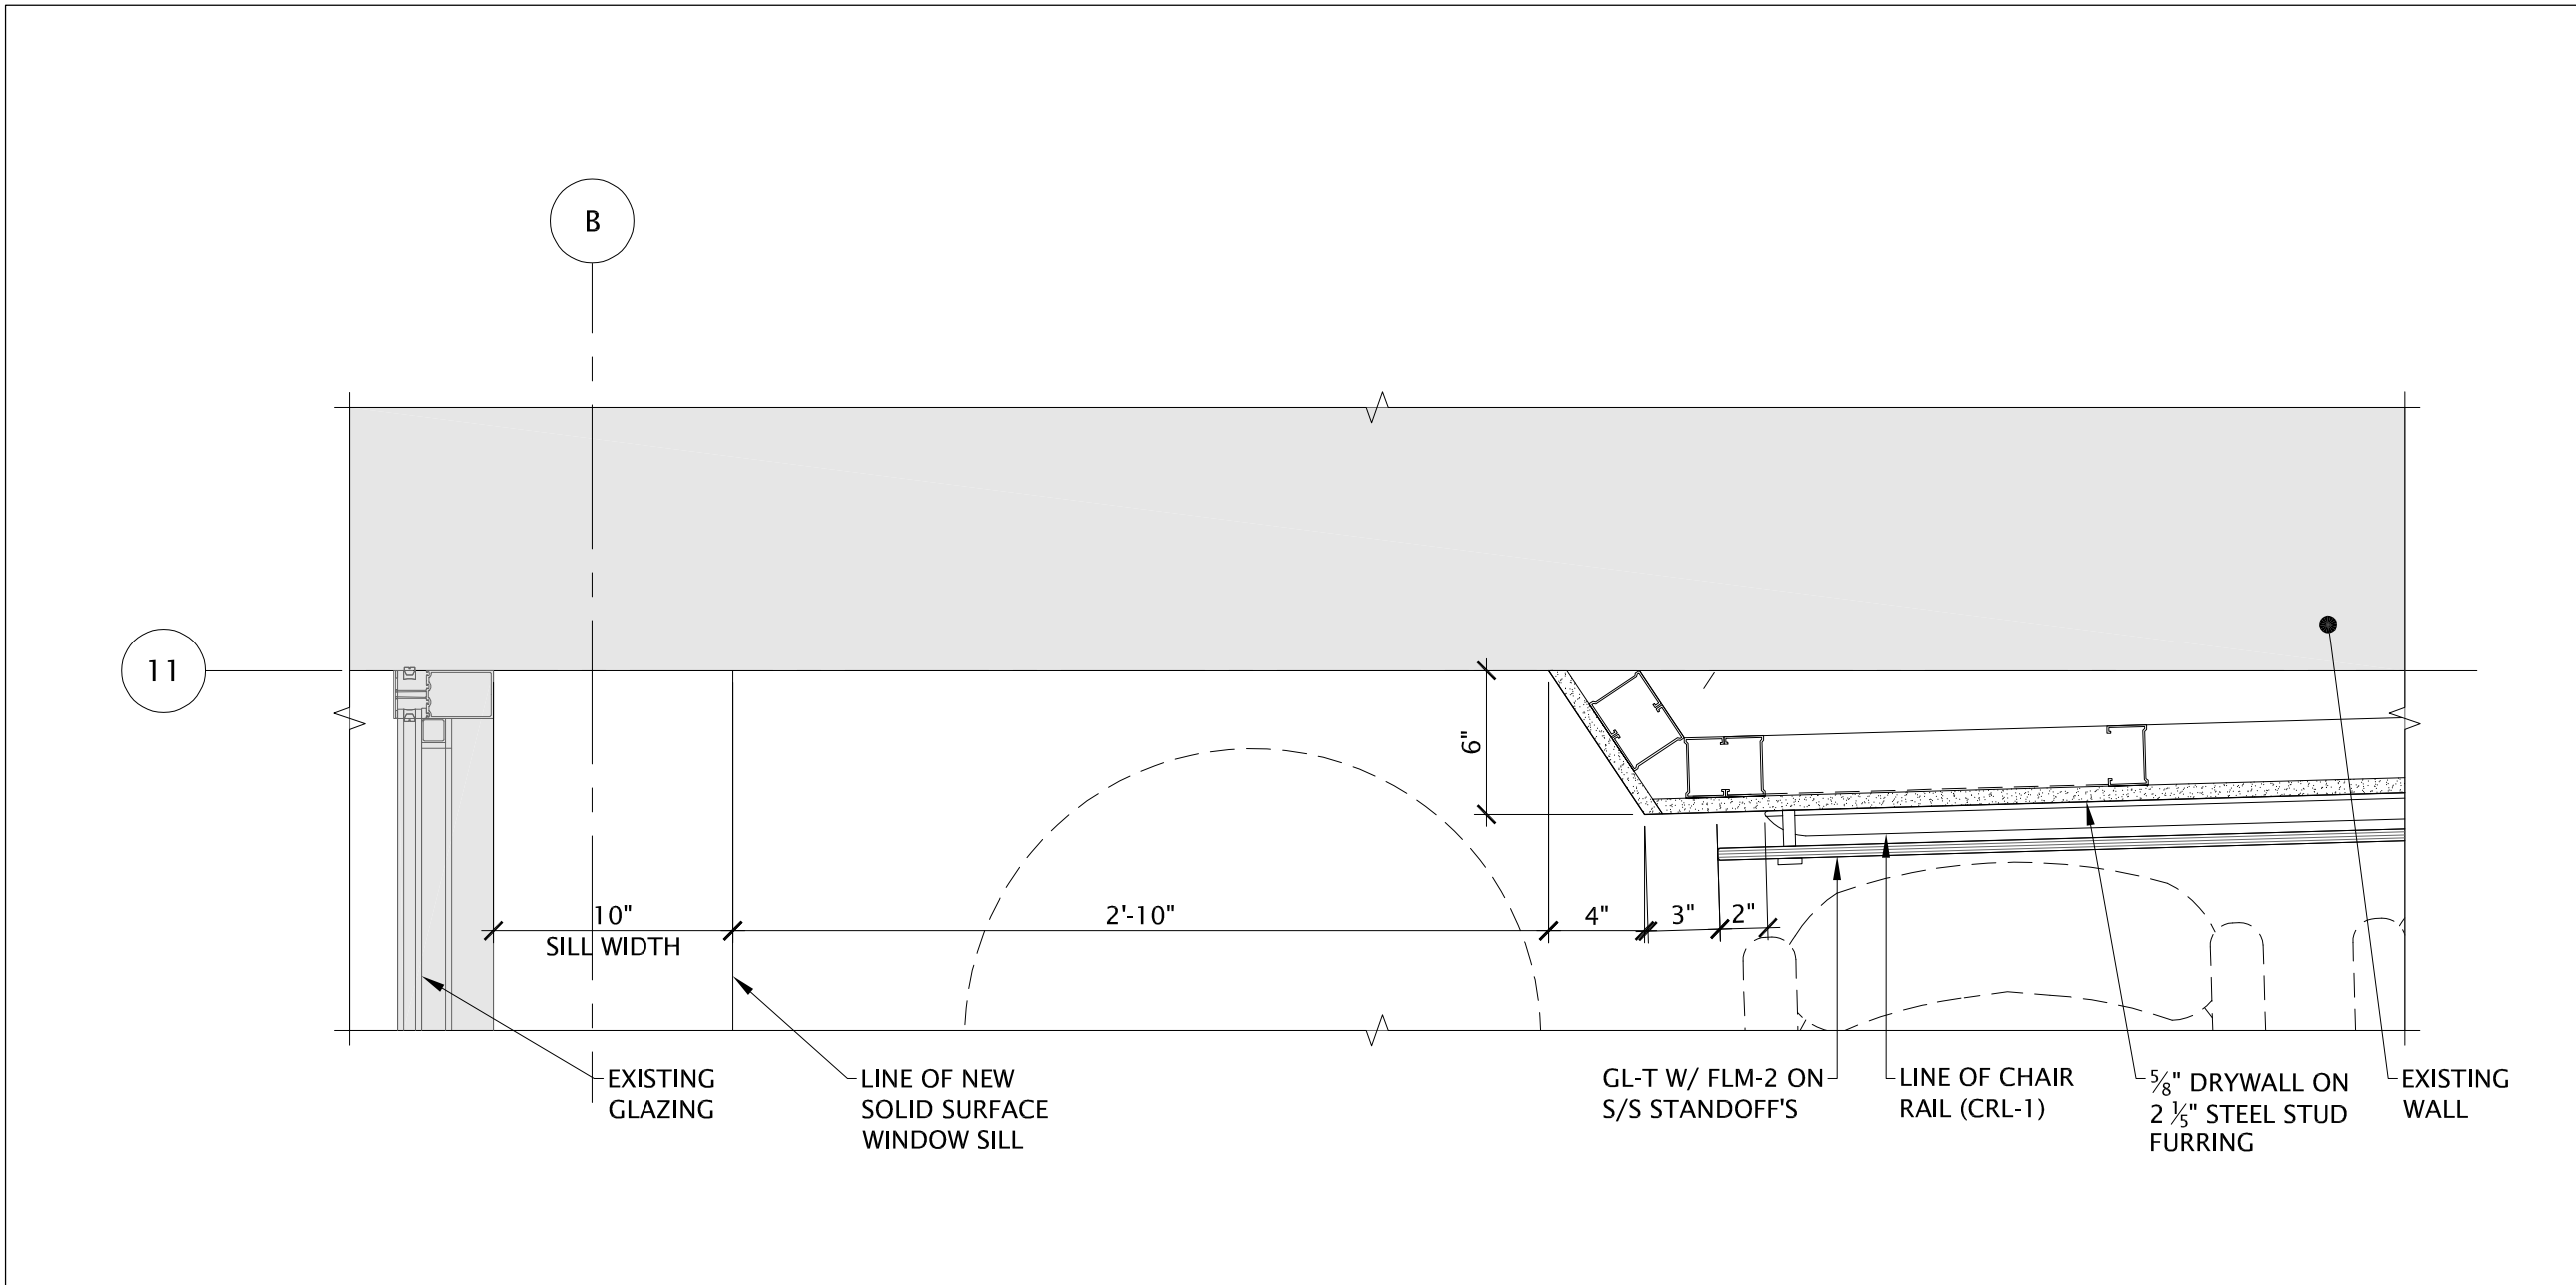 B
11
6"
10"
SILL WIDTH
2'-10"
4"
3"
2"
EXISTING
GLAZING
LINE OF NEW
SOLID SURFACE
WINDOW SILL
GL-T W/ FLM-2 ON
S/S STANDOFF'S
LINE OF CHAIR
RAIL (CRL-1)
⅝" DRYWALL ON
2 ⅕" STEEL STUD
FURRING
EXISTING
WALL